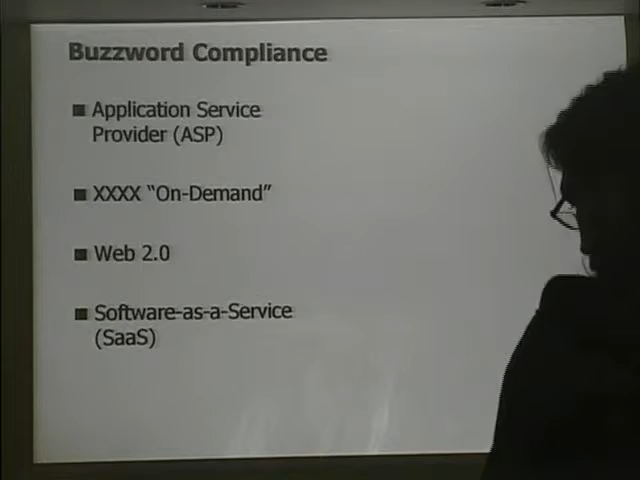 Buzzword Compliance
Application Service
Provider (ASP)
XXXX “On-Demand”
Web 2.0
Software-as-a-Service
(SaaS)